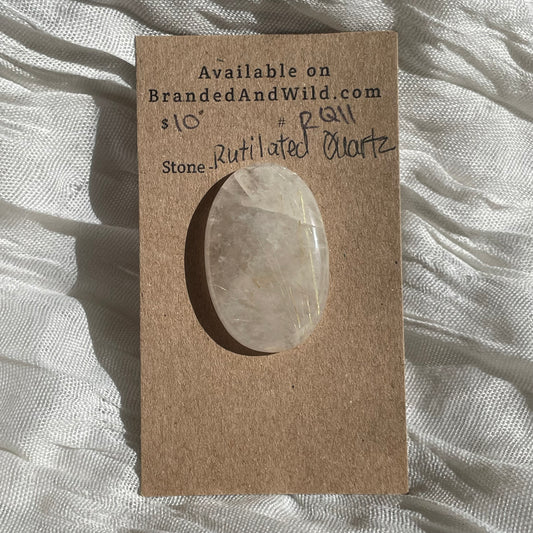 Available on
BrandedAndWild.com
$10 # RQ11
Stone-Rutilated Quartz